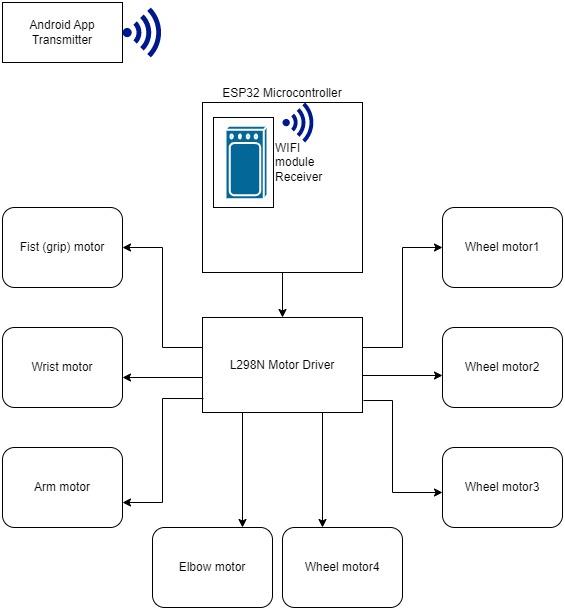 Android App
Transmitter
ESP32 Microcontroller
WIFI
module
Receiver
Fist (grip) motor
Wheel motor1
L298N Motor Driver
Wrist motor
Wheel motor2
Arm motor
Wheel motor3
Elbow motor
Wheel motor4